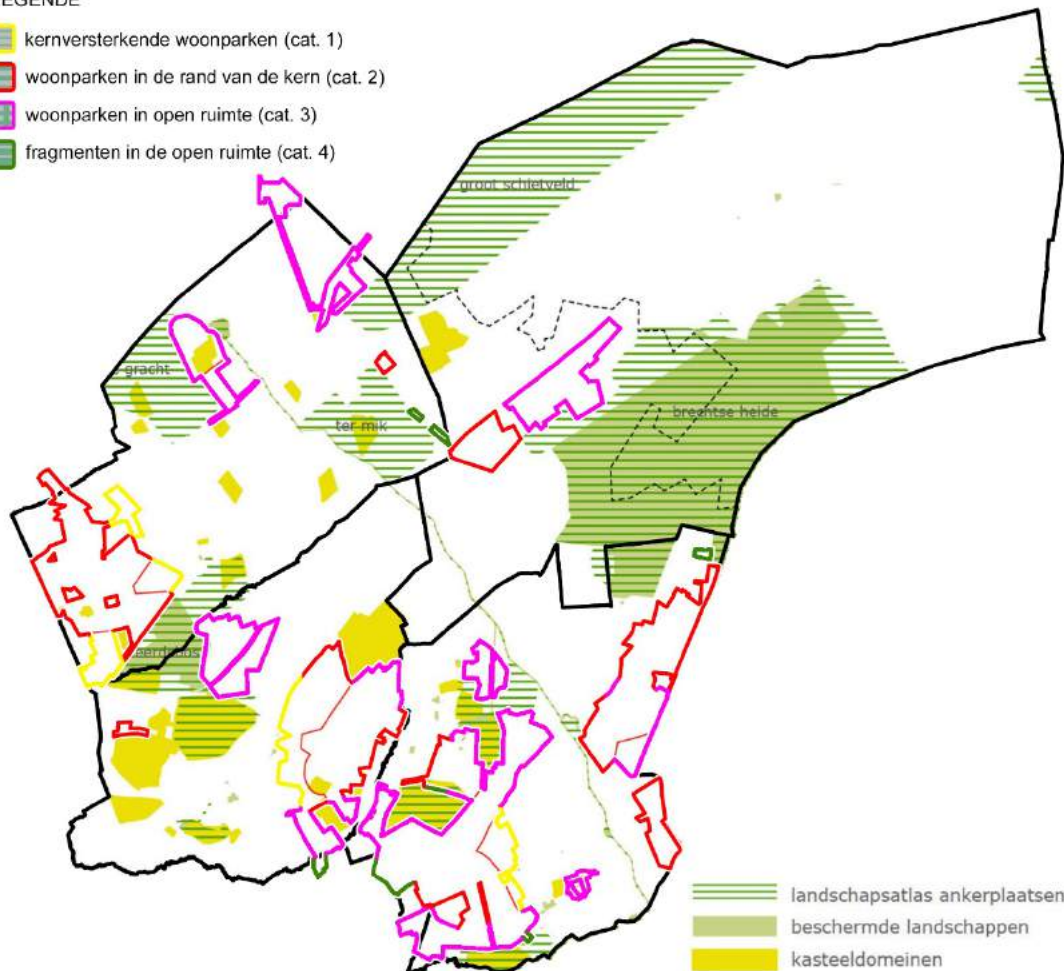 LEGENDE
kernversterkende woonparken (cat. 1)
woonparken in de rand van de kern (cat. 2)
woonparken in open ruimte (cat. 3)
fragmenten in de open ruimte (cat. 4)
groot schietveld
gracht
ter mik
brechtse heide
landschapsatlas ankerplaatsen
beschermde landschappen
kasteeldomeinen